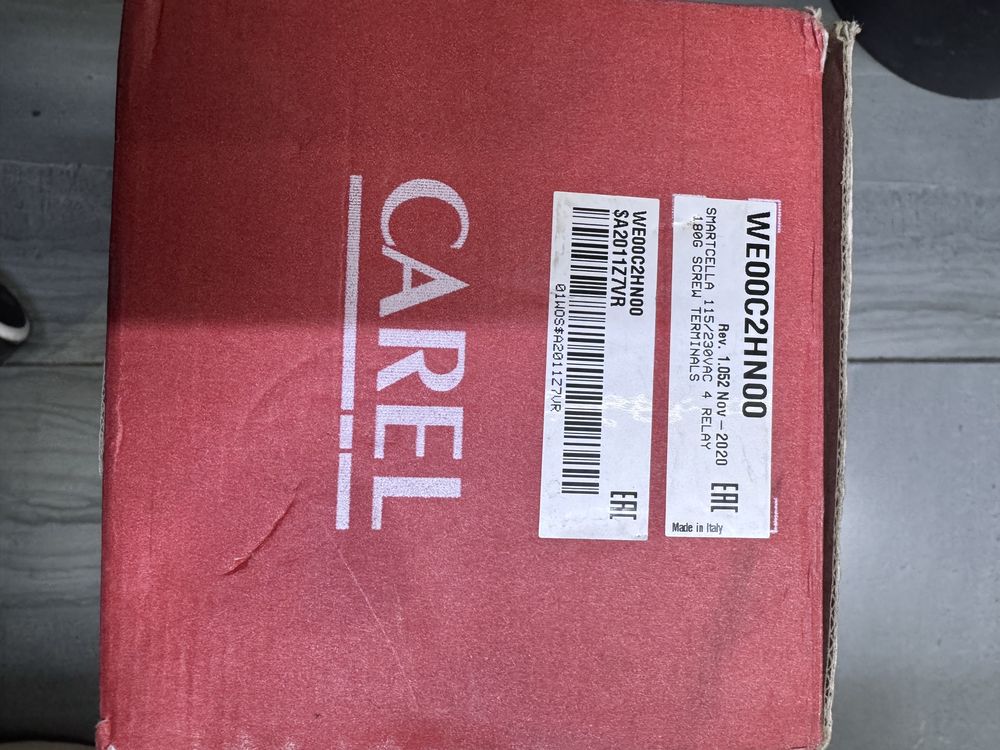 WE00C2HN00
Rev. 1.052 Nov - 2020
SMARTCELLA 115/230VAC 4 RELAY
180G SCREW TERMINALS
EAC
Made in Italy
WE00C2HN00
$A2011Z7VR
01WOS$A2011Z7VR
EAC
CAREL